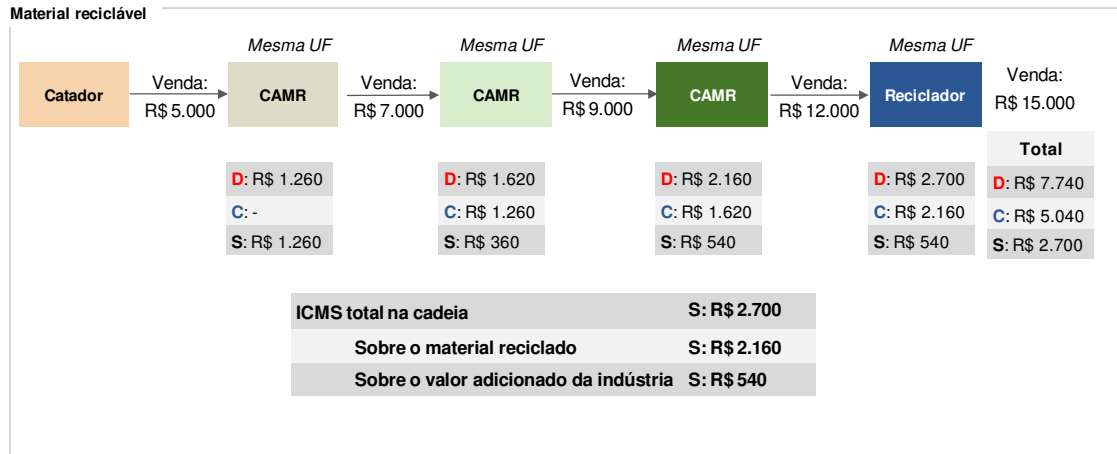 Material reciclável
Mesma UF Mesma UF Mesma UF Mesma UF
Catador
Venda:
R$ 5.000
CAMR
Venda:
R$ 7.000
CAMR
Venda:
R$ 9.000
CAMR
Venda:
R$ 12.000
Reciclador
Venda:
R$ 15.000
Total
D: R$ 1.260 D: R$ 1.620 D: R$ 2.160 D: R$ 2.700 D: R$ 7.740
C: - C: R$ 1.260 C: R$ 1.620 C: R$ 2.160 C: R$ 5.040
S: R$ 1.260 S: R$ 360 S: R$ 540 S: R$ 540 S: R$ 2.700
ICMS total na cadeia S: R$ 2.700
Sobre o material reciclado S: R$ 2.160
Sobre o valor adicionado da indústria S: R$ 540